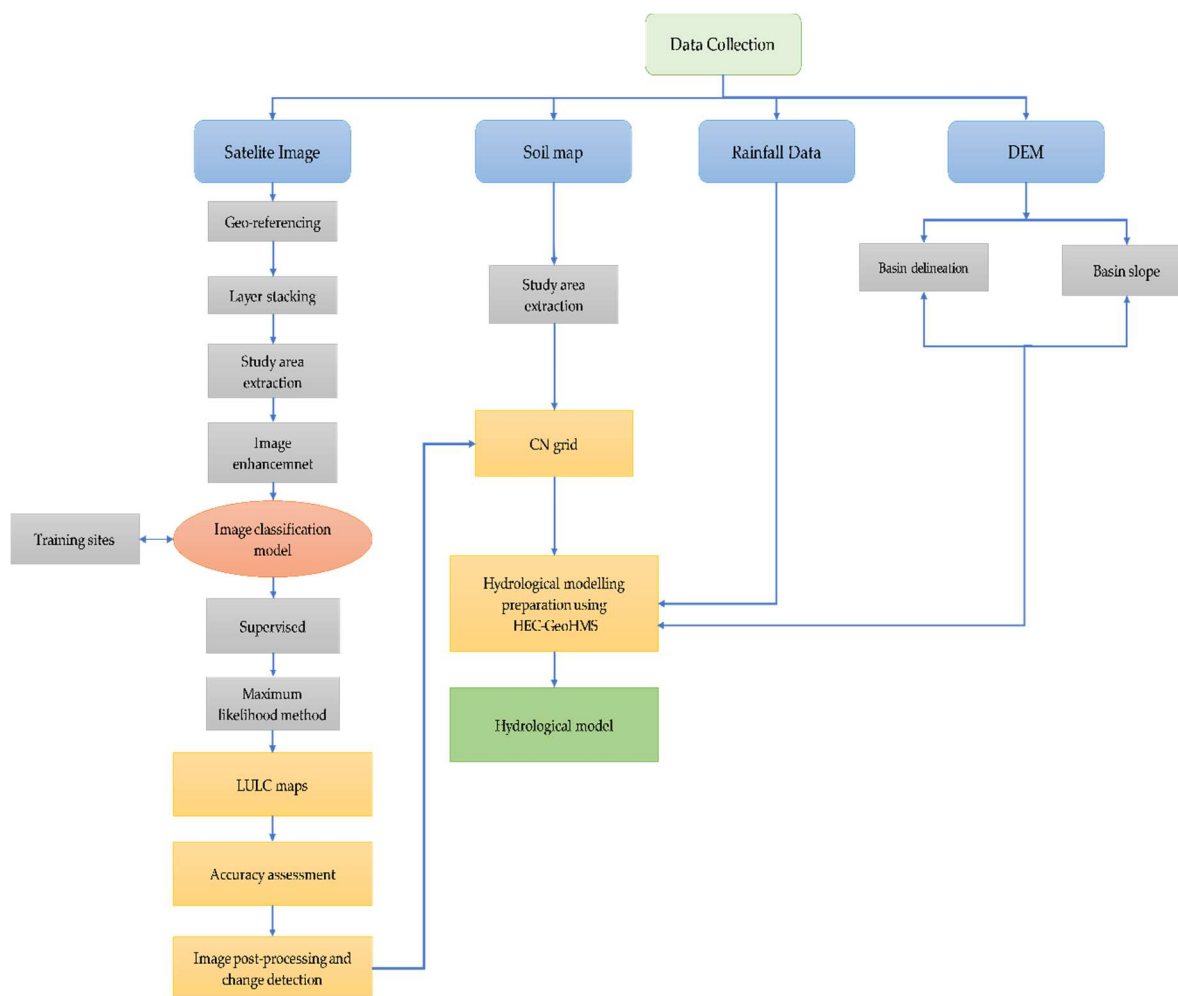 Data Collection
Satelite Image
Soil map
Rainfall Data
DEM
Geo-referencing
Layer stacking
Study area
extraction
Image
enhancemnet
Image classification
model
Training sites
Supervised
Maximum
likelihood method
LULC maps
Accuracy assessment
Image post-processing and
change detection
Study area
extraction
CN grid
Hydrological modelling
preparation using
HEC-GeoHMS
Hydrological model
Basin delineation
Basin slope